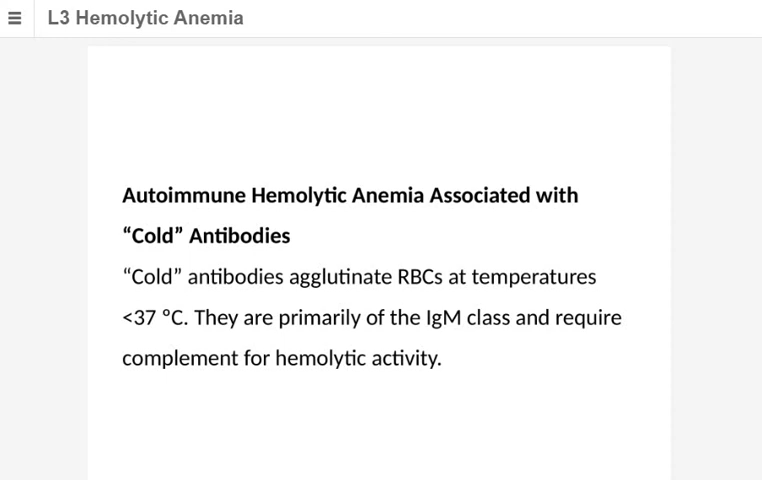 L3 Hemolytic Anemia
Autoimmune Hemolytic Anemia Associated with
“Cold” Antibodies
“Cold” antibodies agglutinate RBCs at temperatures
<37 ºC. They are primarily of the IgM class and require
complement for hemolytic activity.